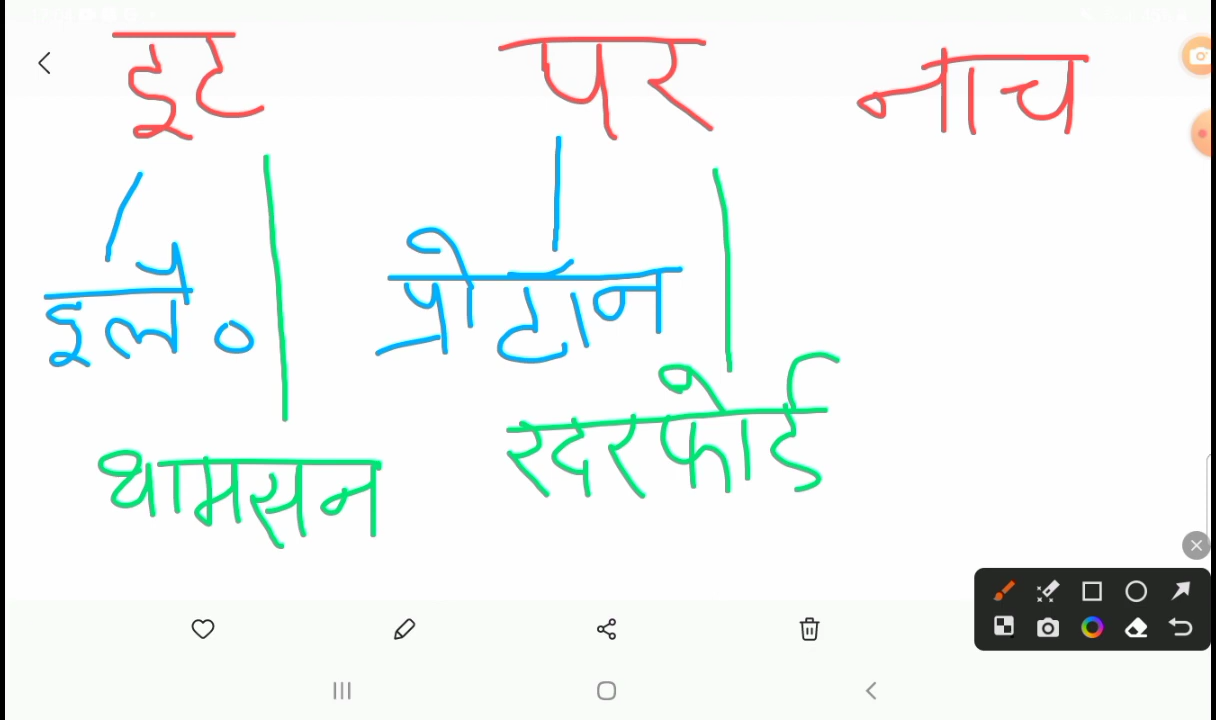 इट पर नाच
इले० प्रोटॉन
थामसन रदरफोर्ड